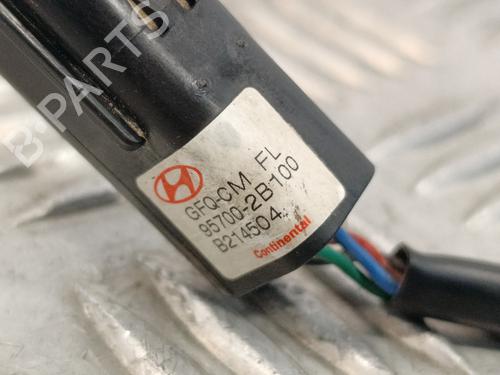 B-PARTS
GFQ-CM FL
95700-2B100
B214504
Continental